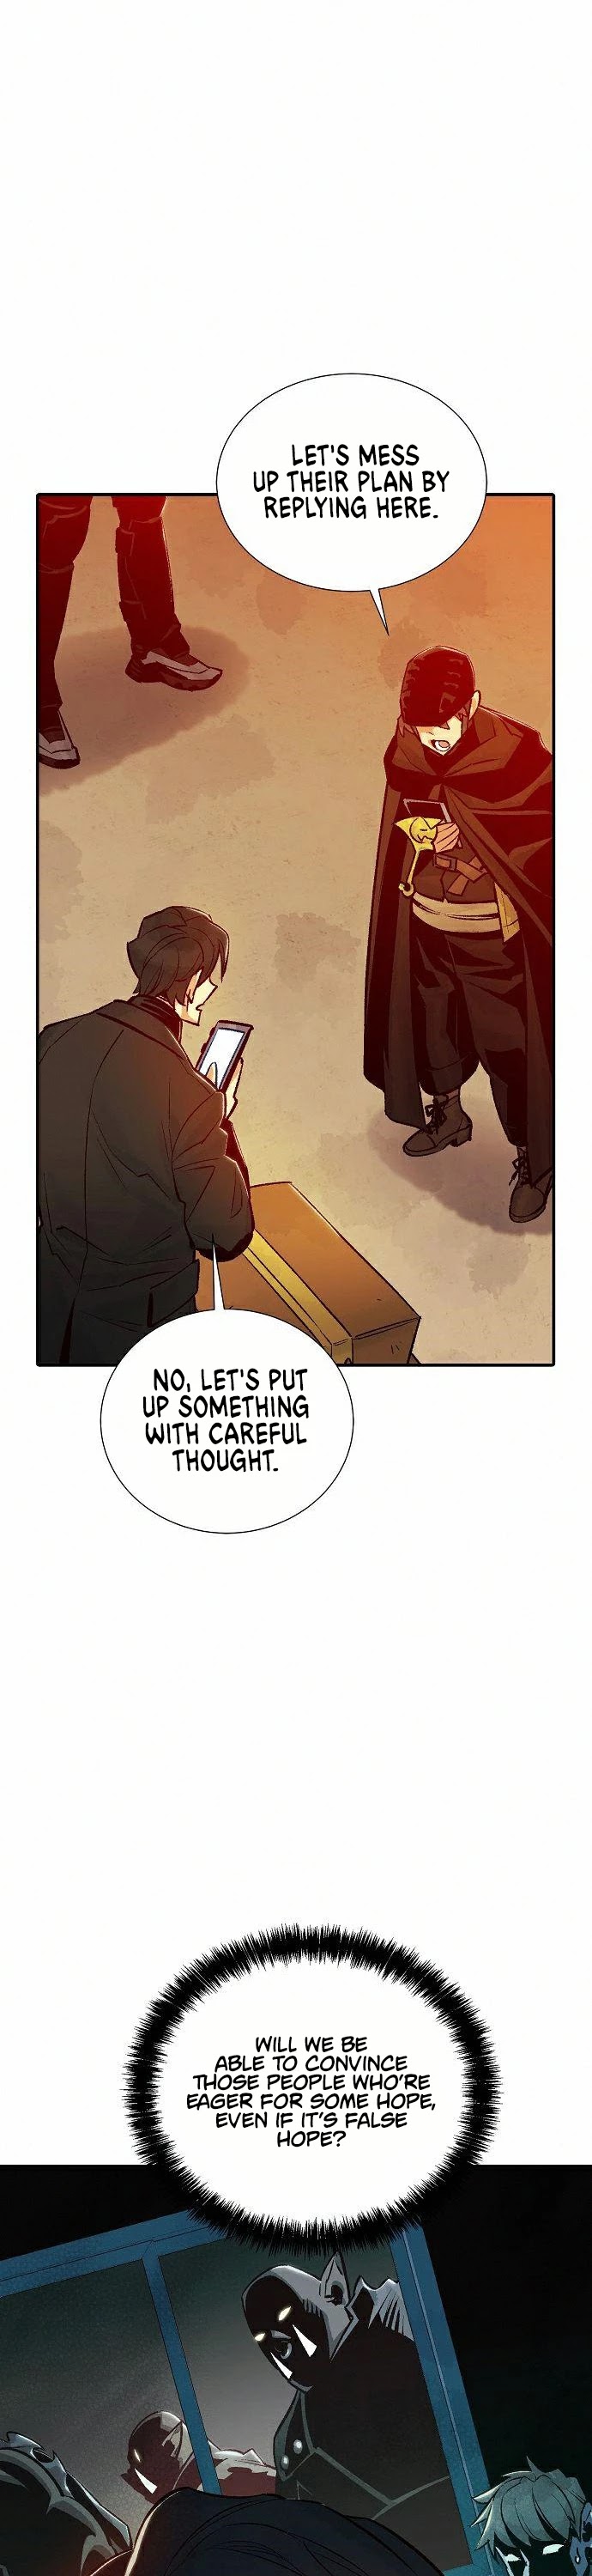 LET'S MESS
UP THEIR PLAN BY
REPLYING HERE.
NO, LET'S PUT
UP SOMETHING
WITH CAREFUL
THOUGHT.
WILL WE BE
ABLE TO CONVINCE
THOSE PEOPLE WHO'RE
EAGER FOR SOME HOPE,
EVEN IF IT'S FALSE
HOPE?